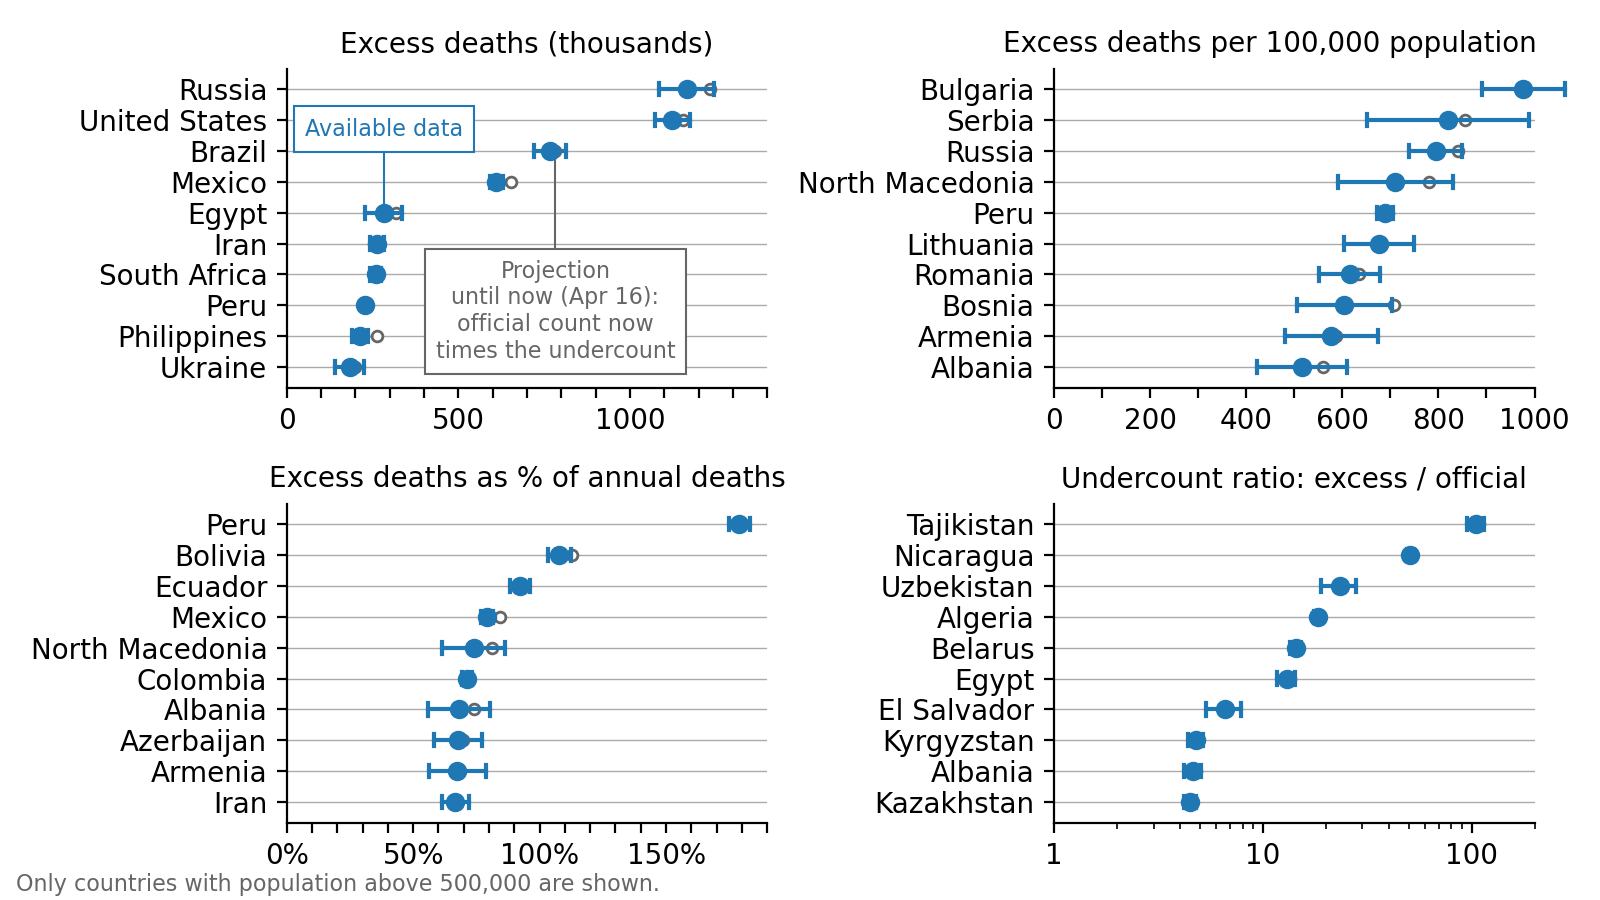 Excess deaths (thousands)
Russia
United States
Brazil
Mexico
Egypt
Iran
South Africa
Peru
Philippines
Ukraine
Available data
Projection
until now (Apr 16):
official count now
times the undercount
0 500 1000
Excess deaths per 100,000 population
Bulgaria
Serbia
Russia
North Macedonia
Peru
Lithuania
Romania
Bosnia
Armenia
Albania
0 200 400 600 800 1000
Excess deaths as % of annual deaths
Peru
Bolivia
Ecuador
Mexico
North Macedonia
Colombia
Albania
Azerbaijan
Armenia
Iran
0% 50% 100% 150%
Undercount ratio: excess / official
Tajikistan
Nicaragua
Uzbekistan
Algeria
Belarus
Egypt
El Salvador
Kyrgyzstan
Albania
Kazakhstan
1 10 100
Only countries with population above 500,000 are shown.